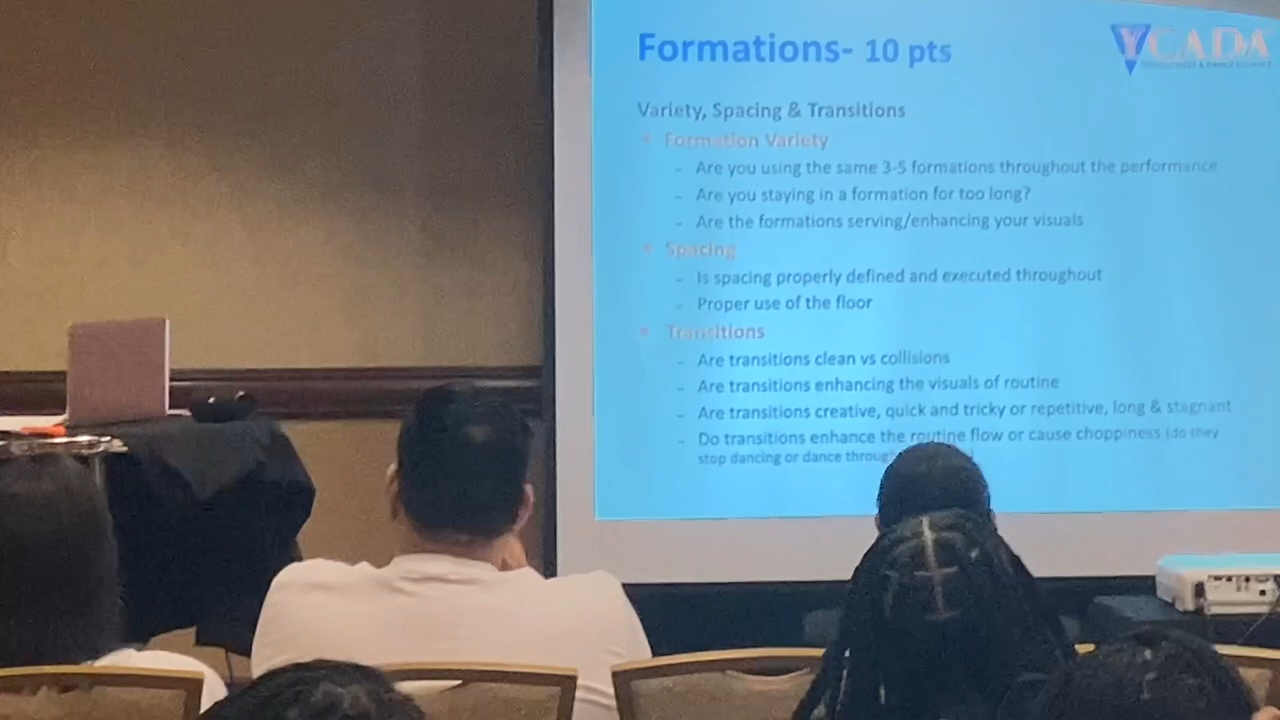 Formations- 10 pts
YCADA
Variety, Spacing & Transitions
Formation Variety
- Are you using the same 3-5 formations throughout the performance
- Are you staying in a formation for too long?
- Are the formations serving/enhancing your visuals
Spacing
- Is spacing properly defined and executed throughout
- Proper use of the floor
Transitions
- Are transitions clean vs collisions
- Are transitions enhancing the visuals of routine
- Are transitions creative, quick and tricky or repetitive, long & stagnant
- Do transitions enhance the routine flow or cause choppiness (do they
stop dancing or dance